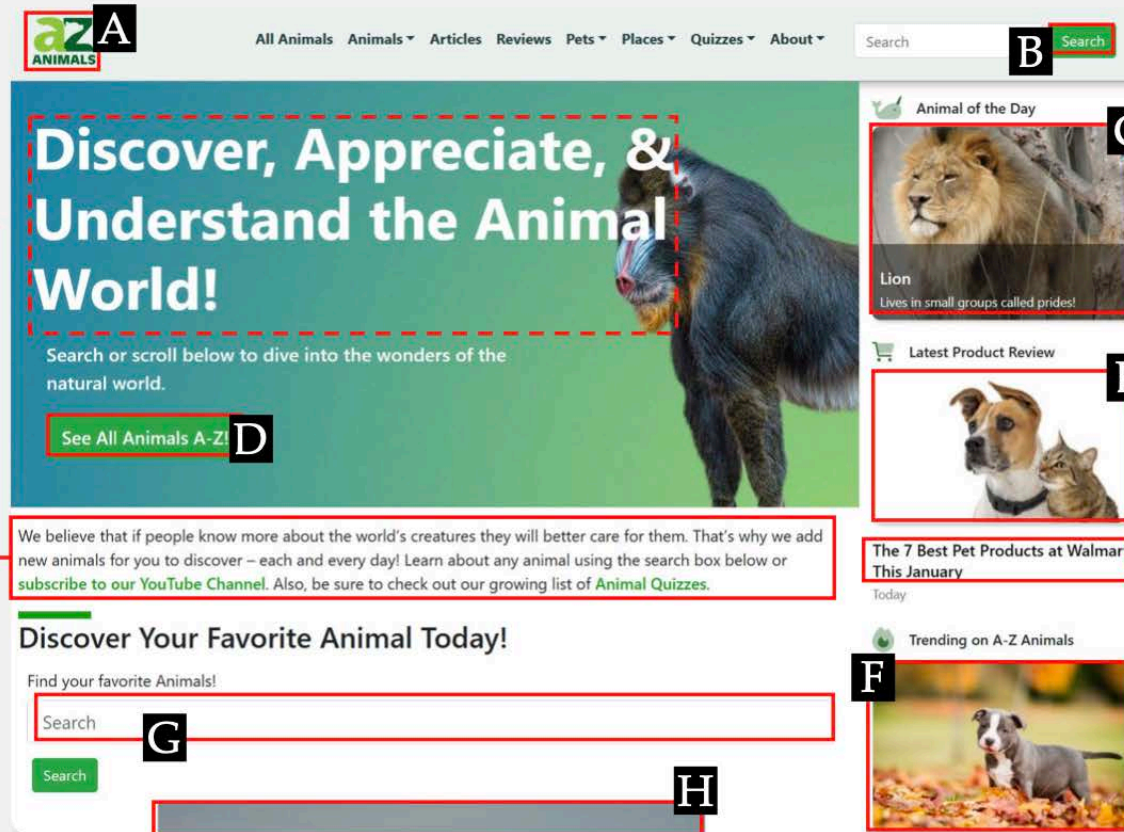 aZ
ANIMALS
A
All Animals Animals Articles Reviews Pets Places Quizzes About
Search
B
Search
Discover, Appreciate, &
Understand the Animal
World!
Search or scroll below to dive into the wonders of the
natural world.
See All Animals A-Z!
D
We believe that if people know more about the world's creatures they will better care for them. That's why we add
new animals for you to discover – each and every day! Learn about any animal using the search box below or
subscribe to our YouTube Channel. Also, be sure to check out our growing list of Animal Quizzes.
Discover Your Favorite Animal Today!
Find your favorite Animals!
Search
G
Search
H
Animal of the Day
Lion
Lives in small groups called prides!
Latest Product Review
The 7 Best Pet Products at
This January
Today
Trending on A-Z Animals
F